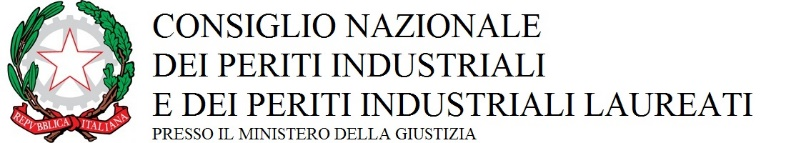 CONSIGLIO NAZIONALE
DEI PERITI INDUSTRIALI
E DEI PERITI INDUSTRIALI LAUREATI
PRESSO IL MINISTERO DELLA GIUSTIZIA
REPVBBLICA ITALIANA